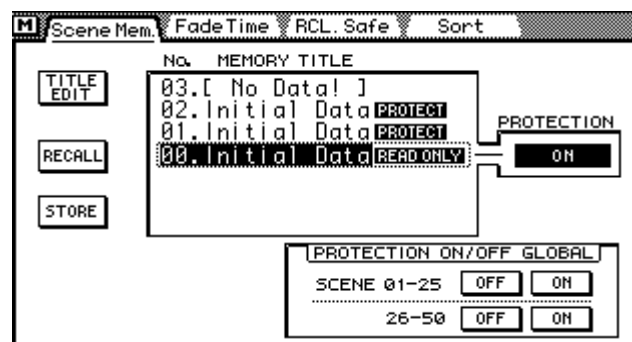 M Scene Mem. Fade Time RCL. Safe Sort
No. MEMORY TITLE
TITLE EDIT
03.[ No Data! ]
02.Initial Data PROTECT
01.Initial Data PROTECT
00.Initial Data READ ONLY
PROTECTION
ON
RECALL
STORE
PROTECTION ON/OFF GLOBAL
SCENE 01-25 OFF ON
26-50 OFF ON